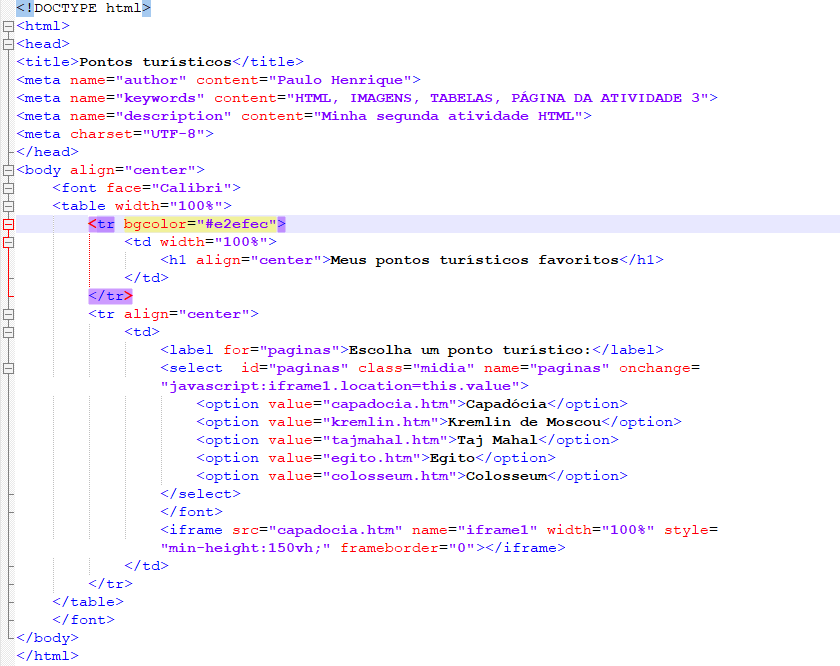 <!DOCTYPE html>
<html>
<head>
<title>Pontos turísticos</title>
<meta name="author" content="Paulo Henrique">
<meta name="keywords" content="HTML, IMAGENS, TABELAS, PÁGINA DA ATIVIDADE 3">
<meta name="description" content="Minha segunda atividade HTML">
<meta charset="UTF-8">
</head>
<body align="center">
    <font face="Calibri">
    <table width="100%">
        <tr bgcolor="#e2efec">
            <td width="100%">
                <h1 align="center">Meus pontos turísticos favoritos</h1>
            </td>
        </tr>
        <tr align="center">
            <td>
                <label for="paginas">Escolha um ponto turístico:</label>
                <select  id="paginas" class="midia" name="paginas" onchange=
                "javascript:iframe1.location=this.value">
                    <option value="capadocia.htm">Capadócia</option>
                    <option value="kremlin.htm">Kremlin de Moscou</option>
                    <option value="tajmahal.htm">Taj Mahal</option>
                    <option value="egito.htm">Egito</option>
                    <option value="colosseum.htm">Colosseum</option>
                </select>
                </font>
                <iframe src="capadocia.htm" name="iframe1" width="100%" style=
                "min-height:150vh;" frameborder="0"></iframe>
            </td>
        </tr>
    </table>
    </font>
</body>
</html>